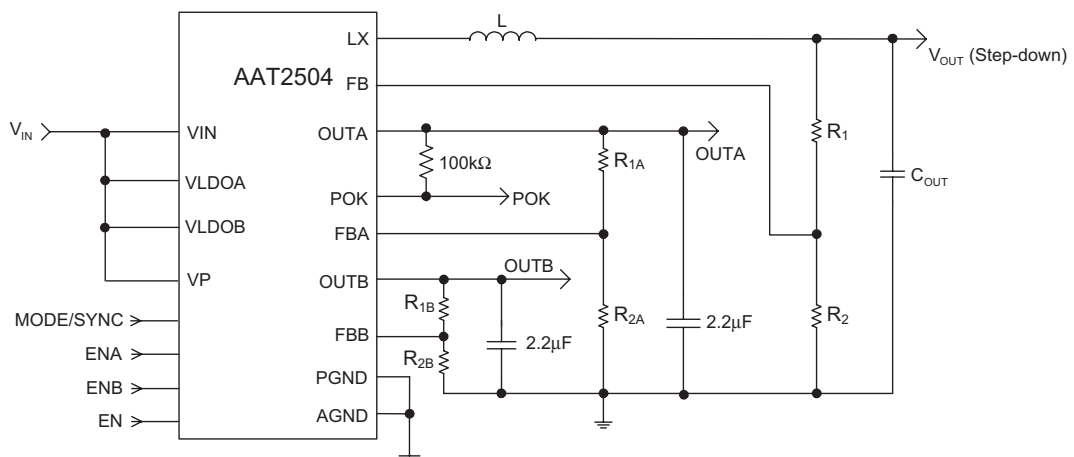 L
LX
V_OUT (Step-down)
AAT2504
FB
V_IN
VIN
OUTA
R_1
OUTA
R_1A
100kΩ
VLDOA
C_OUT
POK
POK
VLDOB
FBA
OUTB
VP
OUTB
R_1B
MODE/SYNC
R_2A
2.2μF
R_2
FBB
2.2μF
ENA
R_2B
PGND
ENB
AGND
EN